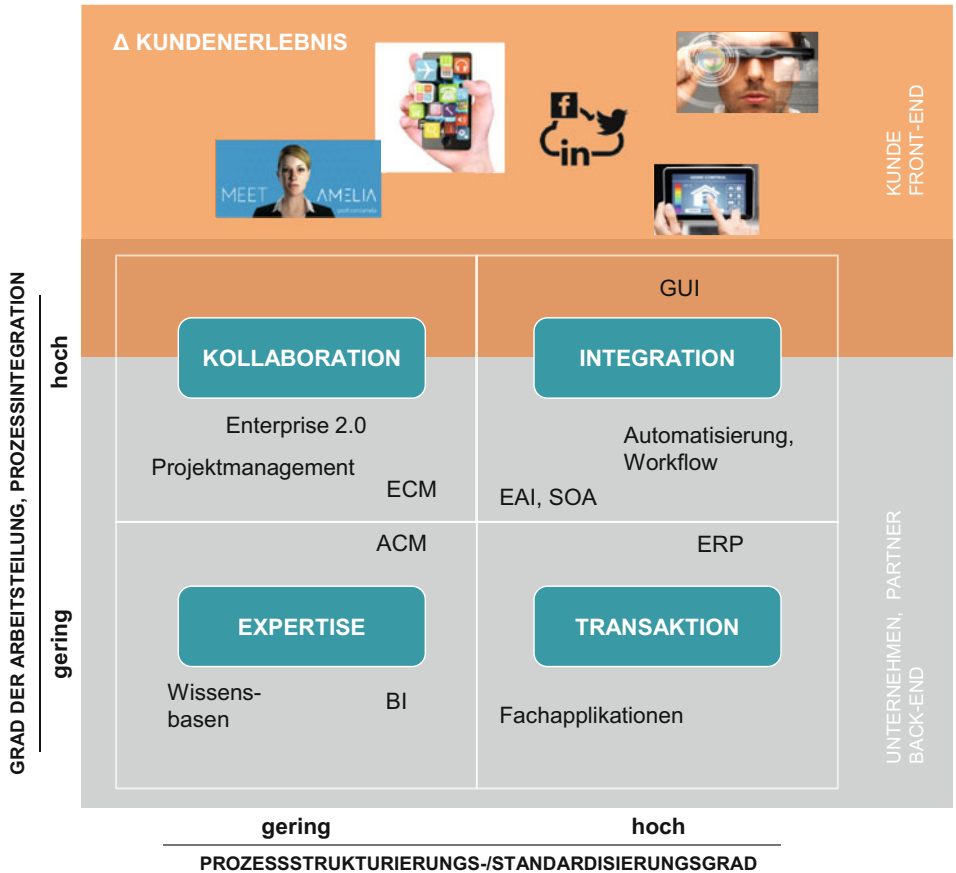 Δ KUNDENERLEBNIS
MEET AMELIA
f
in
KUNDE
FRONT-END
GUI
KOLLABORATION
INTEGRATION
Enterprise 2.0
Projektmanagement
ECM
Automatisierung,
Workflow
EAI, SOA
ACM
ERP
EXPERTISE
TRANSAKTION
Wissens-
basen
BI
Fachapplikationen
UNTERNEHMEN, PARTNER
BACK-END
GRAD DER ARBEITSTEILUNG, PROZESSINTEGRATION
hoch
gering
gering
hoch
PROZESSSTRUKTURIERUNGS-/STANDARDISIERUNGSGRAD